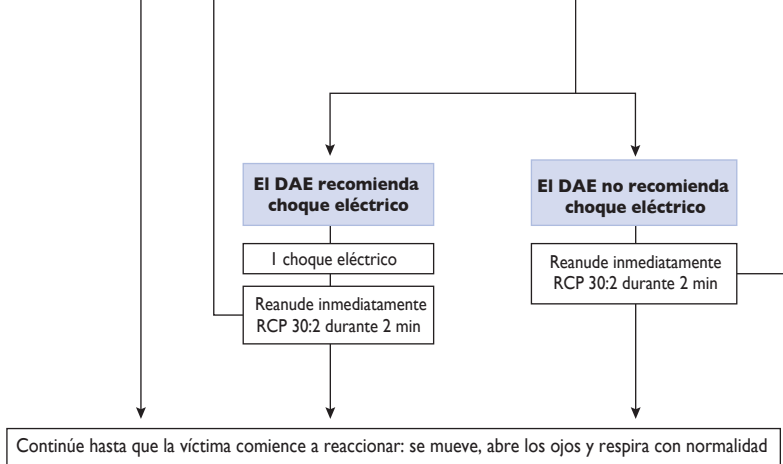 El DAE recomienda
choque eléctrico
1 choque eléctrico
Reanude inmediatamente
RCP 30:2 durante 2 min
El DAE no recomienda
choque eléctrico
Reanude inmediatamente
RCP 30:2 durante 2 min
Continúe hasta que la víctima comience a reaccionar: se mueve, abre los ojos y respira con normalidad